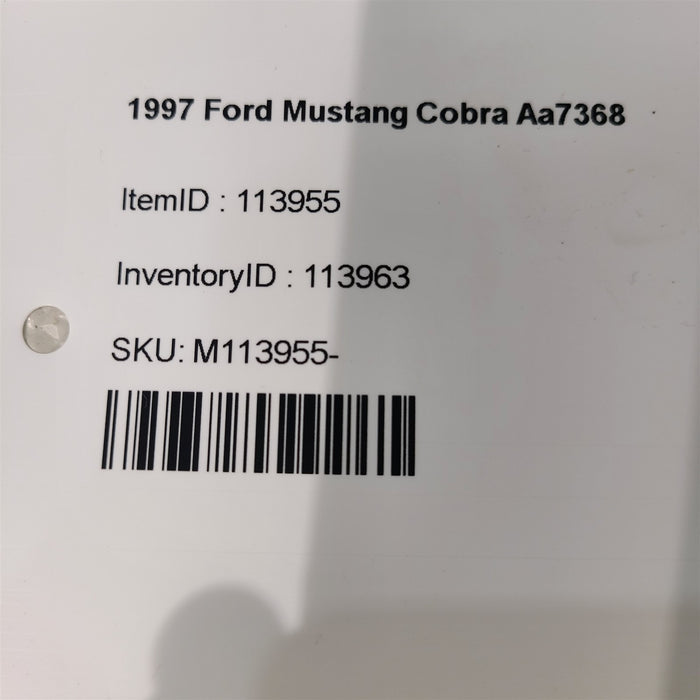 1997 Ford Mustang Cobra Aa7368
ItemID : 113955
InventoryID : 113963
SKU: M113955-